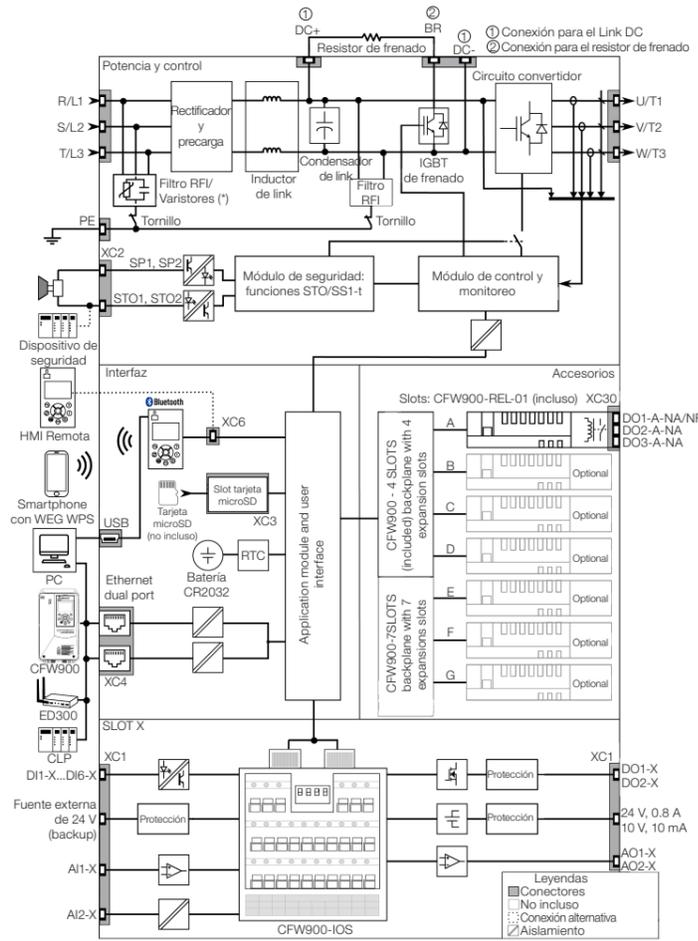 ①
DC+
②
BR
①
DC-
Resistor de frenado
① Conexión para el Link DC
② Conexión para el resistor de frenado
Potencia y control
Circuito convertidor
R/L1
S/L2
T/L3
Rectificador
y
precarga
Inductor
de link
Condensador
de link
IGBT
de frenado
U/T1
V/T2
W/T3
Filtro RFI/
Varistores (*)
Filtro
RFI
Tornillo
Tornillo
PE
XC2
SP1, SP2
STO1, STO2
Módulo de seguridad:
funciones STO/SS1-t
Módulo de control y
monitoreo
Dispositivo de
seguridad
Interfaz
Accesorios
HMI Remota
Bluetooth
XC6
Slots: CFW900-REL-01 (incluso)
XC30
A
DO1-A-NA/NF
DO2-A-NA
DO3-A-NA
CFW900 - 4 SLOTS
(included) backplane with 4
expansion slots
B
Optional
C
Optional
D
Optional
Smartphone
con WEG WPS
Tarjeta
microSD
(no incluso)
Slot tarjeta
microSD
XC3
USB
PC
Batería
CR2032
RTC
Application module and user
interface
Ethernet
dual port
CFW900-7SLOTS
backplane with 7
expansions slots
E
Optional
F
Optional
G
Optional
CFW900
XC4
ED300
CLP
SLOT X
XC1
XC1
DI1-X...DI6-X
Protección
DO1-X
DO2-X
Fuente externa
de 24 V
(backup)
Protección
Protección
24 V, 0.8 A
10 V, 10 mA
AI1-X
AO1-X
AO2-X
AI2-X
CFW900-IOS
Leyendas
Conectores
No incluso
Conexión alternativa
Aislamiento